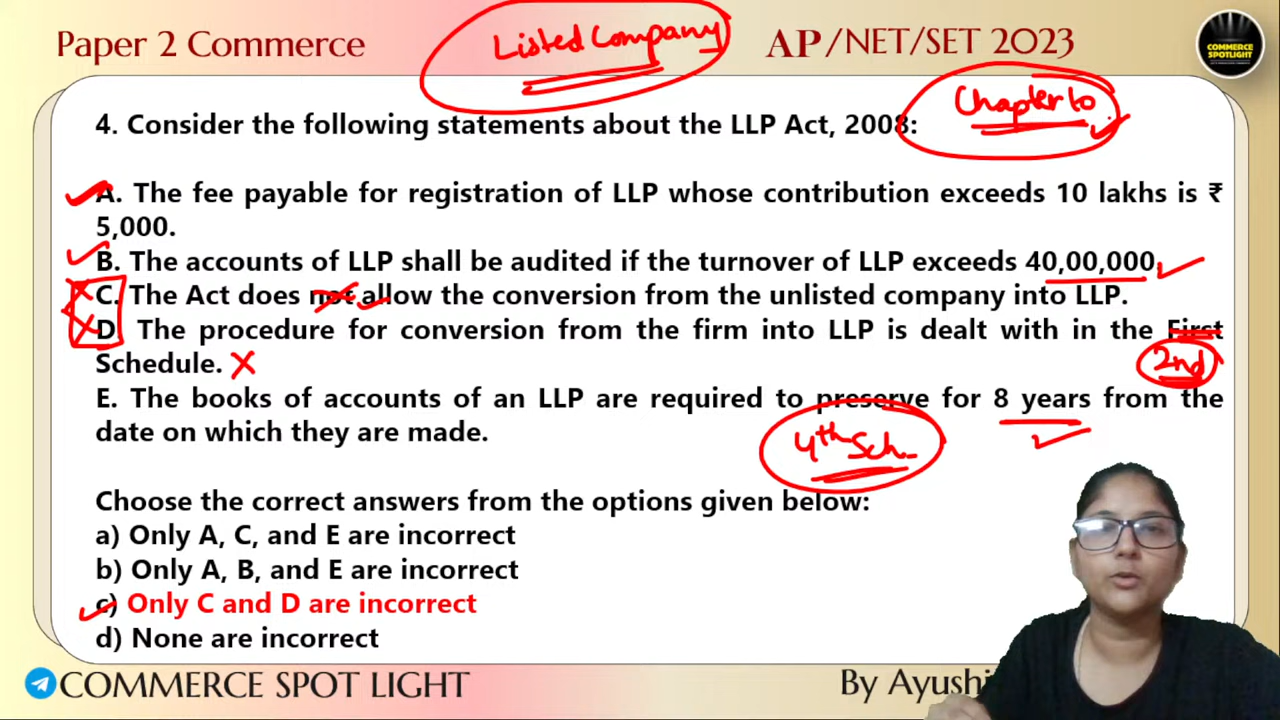 Paper 2 Commerce
Listed Company
AP/NET/SET 2023
COMMERCE SPOTLIGHT
Chapter 10
4. Consider the following statements about the LLP Act, 2008:
A. The fee payable for registration of LLP whose contribution exceeds 10 lakhs is ₹
5,000.
B. The accounts of LLP shall be audited if the turnover of LLP exceeds 40,00,000
C. The Act does not allow the conversion from the unlisted company into LLP.
D. The procedure for conversion from the firm into LLP is dealt with in the First
Schedule.
2nd
E. The books of accounts of an LLP are required to preserve for 8 years from the
date on which they are made.
4th Sch.
Choose the correct answers from the options given below:
a) Only A, C, and E are incorrect
b) Only A, B, and E are incorrect
c) Only C and D are incorrect
d) None are incorrect
COMMERCE SPOT LIGHT
By Ayushi